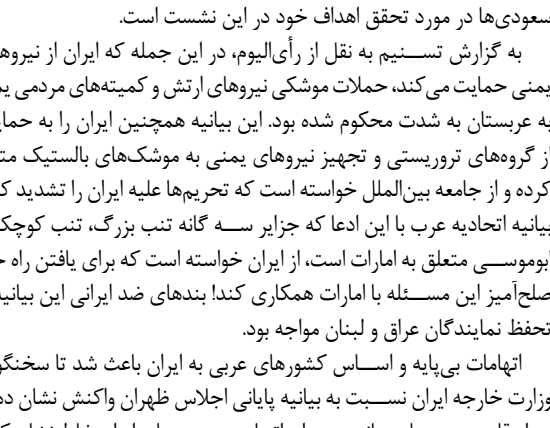 سعودی‌ها در مورد تحقق اهداف خود در این نشست است.
به گزارش تسـنیم به نقل از رأی‌الیوم، در این جمله که ایران از
یمنی حمایت می‌کند، حملات موشکی نیروهای ارتش و کمیته‌های مردمی
به عربستان به شدت محکوم شده بود. این بیانیه همچنین ایران را به
از گروه‌های تروریستی و تجهیز نیروهای یمنی به موشک‌های بالستیک
کرده و از جامعه بین‌الملل خواسته است که تحریم‌ها علیه ایران را تشدید
بیانیه اتحادیه عرب با این ادعا که جزایر سـه گانه تنب بزرگ، تنب کوچک
ابوموسـی متعلق به امارات است، از ایران خواسته است که برای یافتن راه
صلح‌آمیز این مسـئله با امارات همکاری کند! بندهای ضد ایرانی این
تحفظ نمایندگان عراق و لبنان مواجه بود.
اتهامات بی‌پایه و اسـاس کشورهای عربی به ایران باعث شد تا
وزارت خارجه ایران نسـبت به بیانیه پایانی اجلاس ظهران واکنش نشان